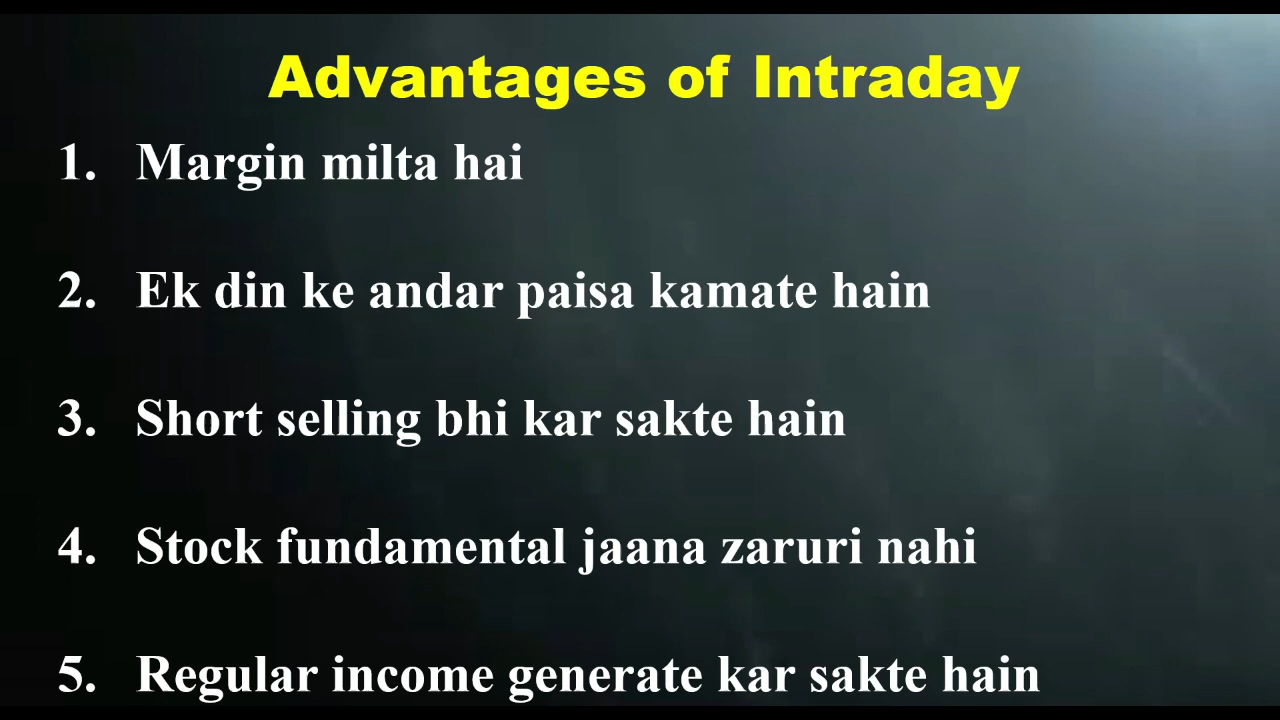 Advantages of Intraday
1. Margin milta hai
2. Ek din ke andar paisa kamate hain
3. Short selling bhi kar sakte hain
4. Stock fundamental jaana zaruri nahi
5. Regular income generate kar sakte hain